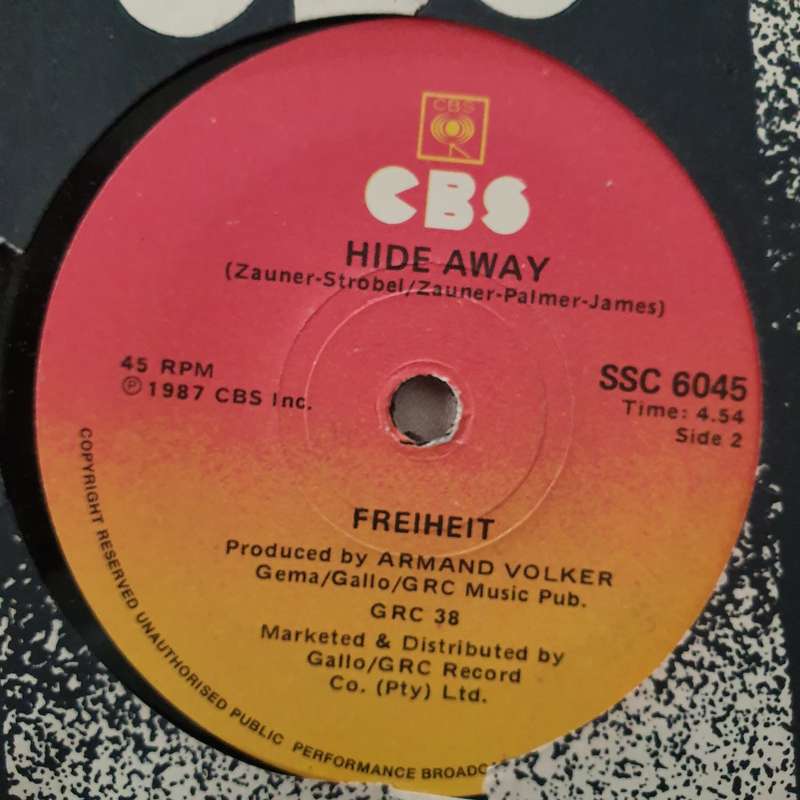 CBS
CBS
HIDE AWAY
(Zauner-Strobel/Zauner-Palmer-James)
45 RPM
℗ 1987 CBS Inc.
SSC 6045
Time: 4.54
Side 2
FREIHEIT
Produced by ARMAND VOLKER
Gema/Gallo/GRC Music Pub.
GRC 38
Marketed & Distributed by
Gallo/GRC Record
Co. (Pty) Ltd.
COPYRIGHT RESERVED UNAUTHORISED PUBLIC PERFORMANCE